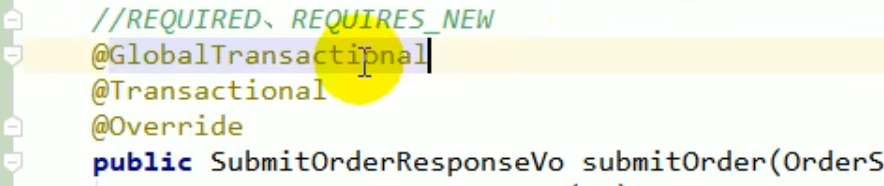 //REQUIRED、REQUIRES_NEW
@GlobalTransactional
@Transactional
@Override
public SubmitOrderResponseVo submitOrder(OrderS